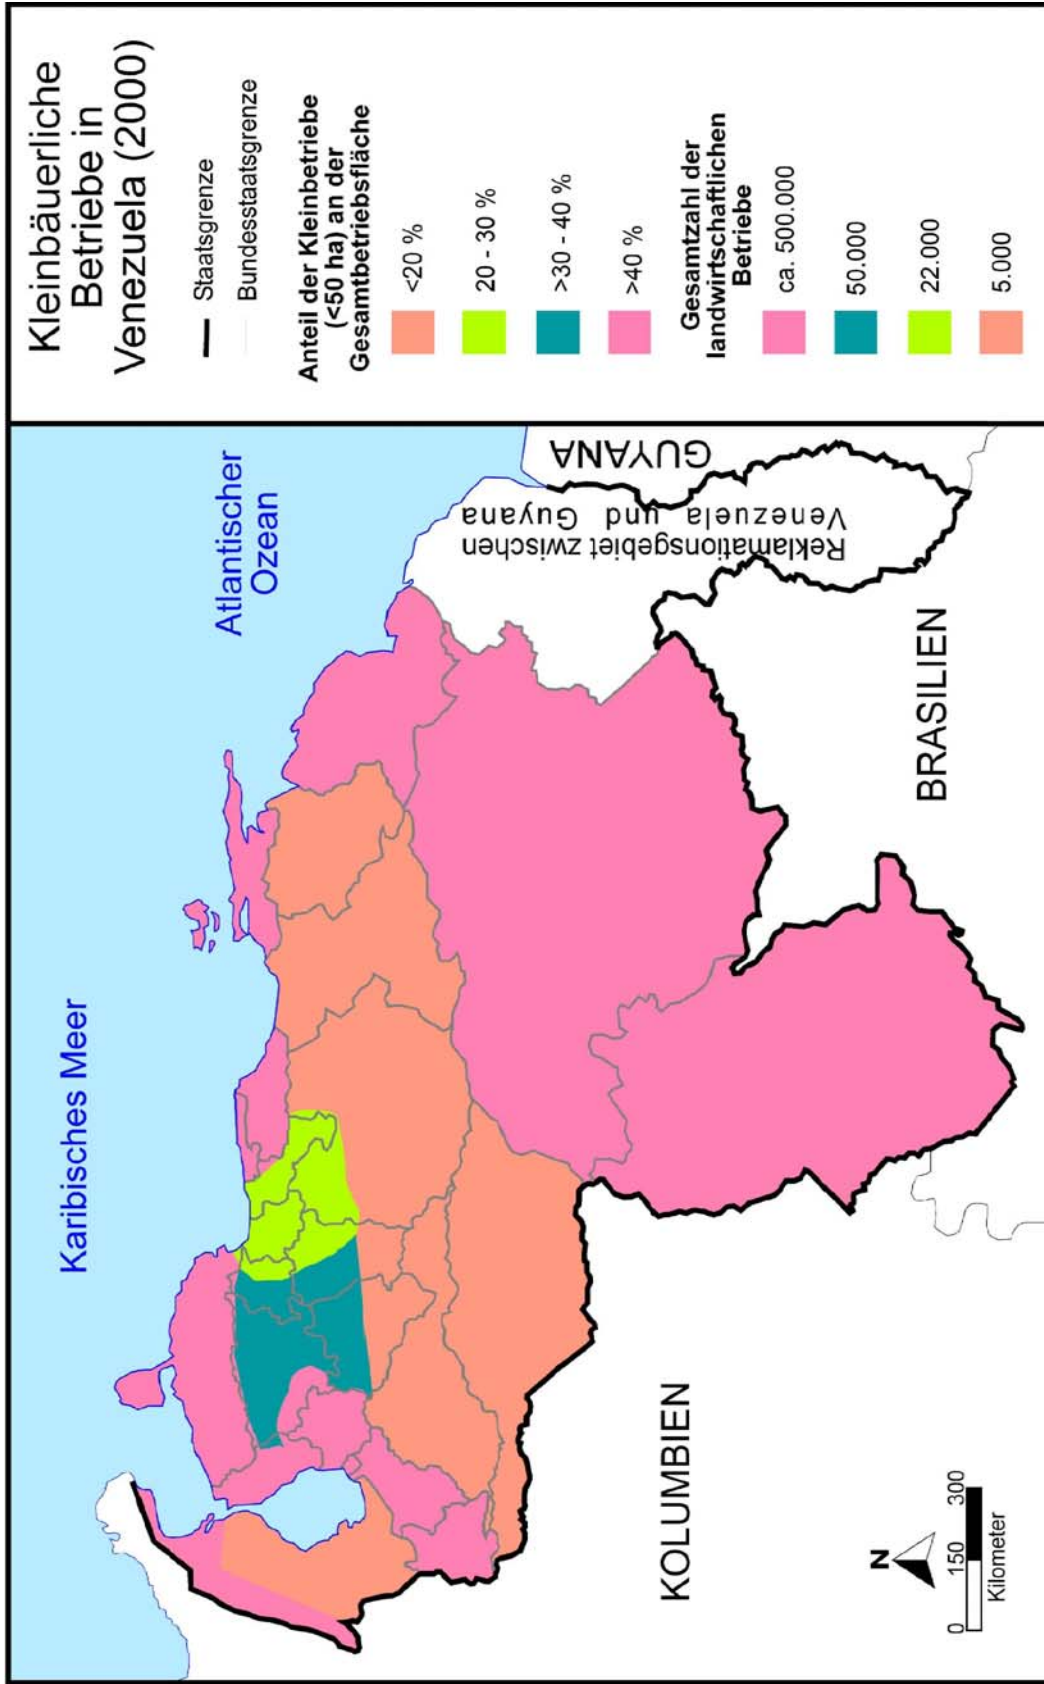 Kleinbäuerliche
Betriebe in
Venezuela (2000)
Staatsgrenze
Bundesstaatsgrenze
Anteil der Kleinbetriebe
(<50 ha) an der
Gesamtbetriebsfläche
<20 %
20 - 30 %
>30 - 40 %
>40 %
Gesamtzahl der
landwirtschaftlichen
Betriebe
ca. 5000.000
50.000
22.000
5.000
Karibisches Meer
Atlantischer
Ozean
GUYANA
Reklamationsgebiet zwischen
Venezuela und Guyana
BRASILIEN
KOLUMBIEN
N
0 150 300
Kilometer